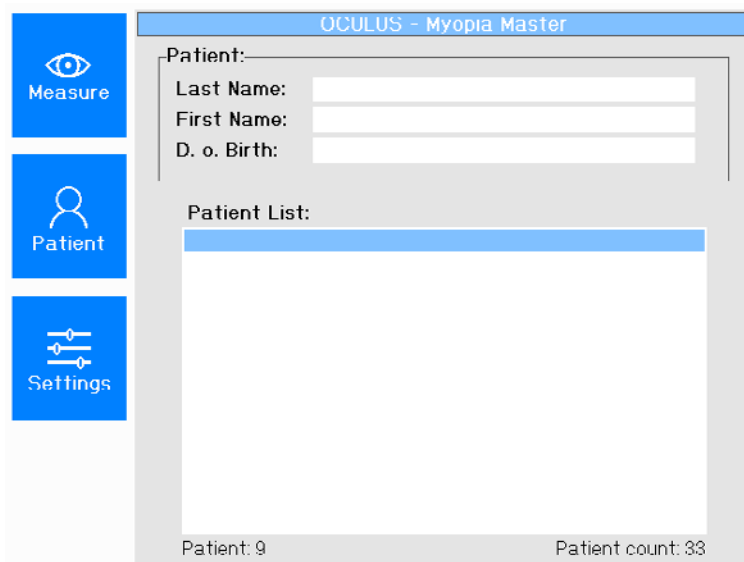 OCULUS - Myopia Master
Measure
Patient
Settings
Patient:
Last Name:
First Name:
D. o. Birth:
Patient List:
Patient: 9
Patient count: 33